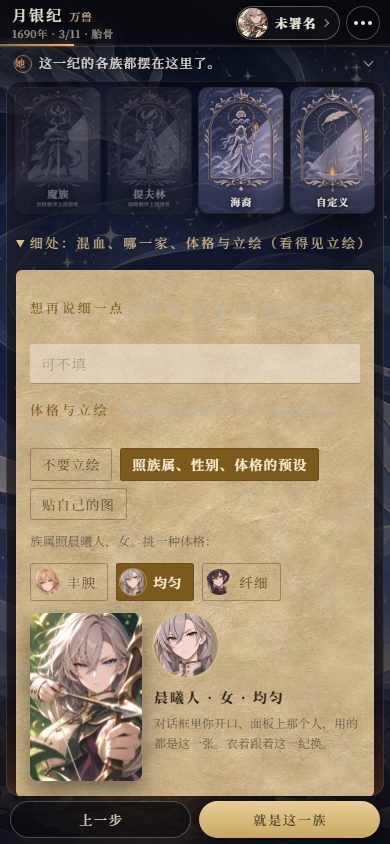 月银纪 万兽
1690年 · 3/11 · 胎骨
未署名
她 这一纪的各族都摆在这里了。
魔族
提夫林
海裔
自定义
▼ 细处：混血、哪一家、体格与立绘（看得见立绘）
想再说细一点
可不填
体格与立绘
不要立绘
照族属、性别、体格的预设
贴自己的图
族属照晨曦人，女。挑一种体格：
丰腴
均匀
纤细
晨曦人 · 女 · 均匀
对话框里你开口、面板上那个人，用的
都是这一张。衣着跟着这一纪换。
上一步
就是这一族